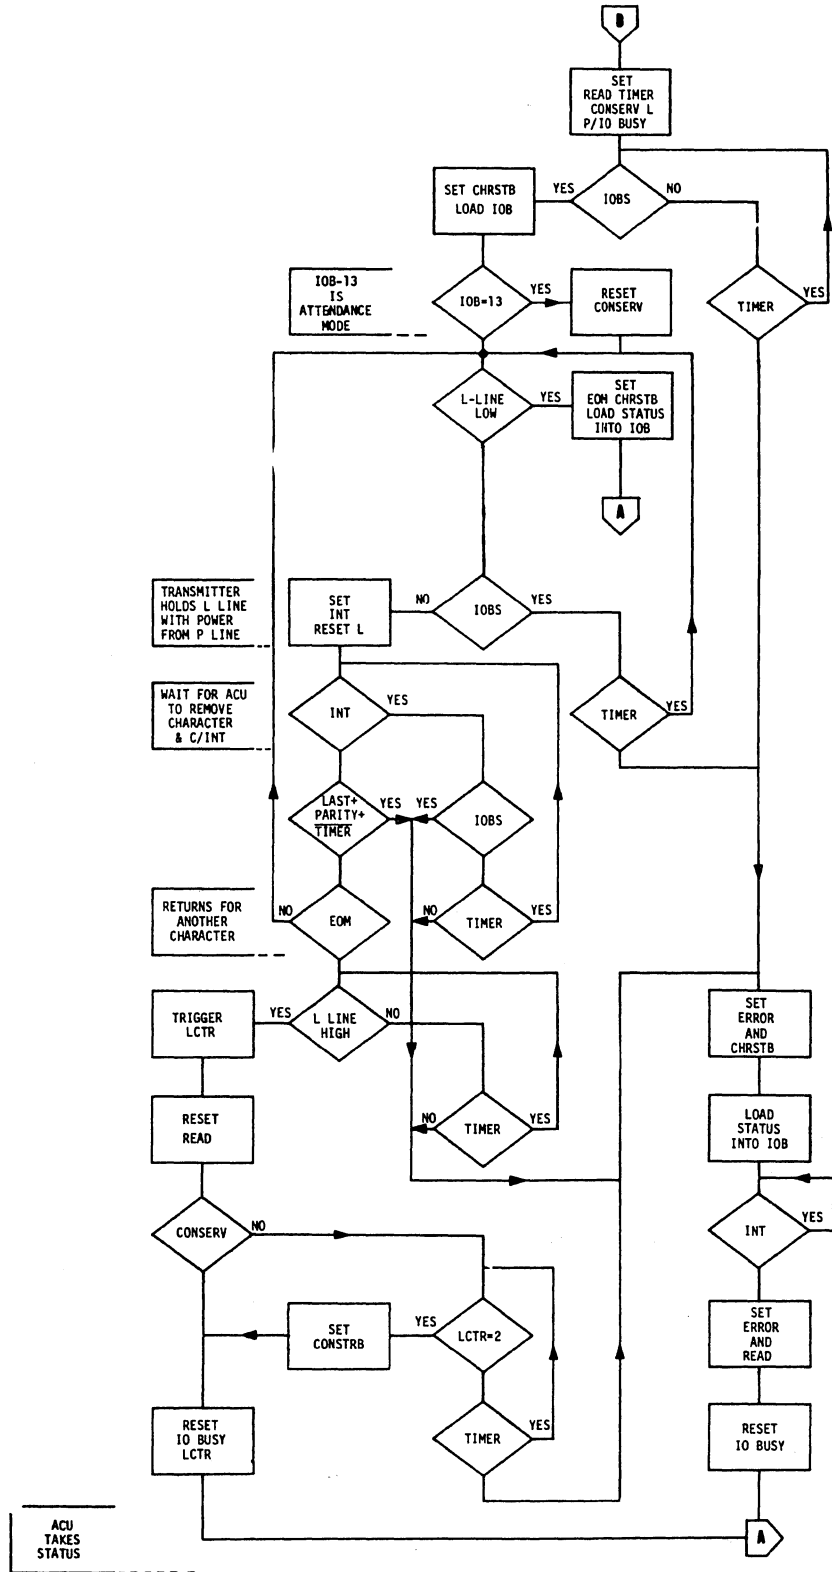 B
SET
READ TIMER
CONSERV L
P/IO BUSY
SET CHRSTB
LOAD IOB
YES
IOBS
NO
IOB-13
IS
ATTENDANCE
MODE
IOB=13
YES
RESET
CONSERV
TIMER
YES
L-LINE
LOW
YES
SET
EOM CHRSTB
LOAD STATUS
INTO IOB
A
TRANSMITTER
HOLDS L LINE
WITH POWER
FROM P LINE
SET
INT
RESET L
NO
IOBS
YES
WAIT FOR ACU
TO REMOVE
CHARACTER
& C/INT
INT
YES
TIMER
YES
LAST+
PARITY+
TIMER
YES
YES
IOBS
RETURNS FOR
ANOTHER
CHARACTER
NO
EOM
NO
TIMER
YES
TRIGGER
LCTR
YES
L LINE
HIGH
NO
SET
ERROR
AND
CHRSTB
RESET
READ
NO
TIMER
YES
LOAD
STATUS
INTO IOB
CONSERV
NO
INT
YES
SET
CONSTRB
YES
LCTR=2
SET
ERROR
AND
READ
RESET
IO BUSY
LCTR
TIMER
YES
RESET
IO BUSY
ACU
TAKES
STATUS
A